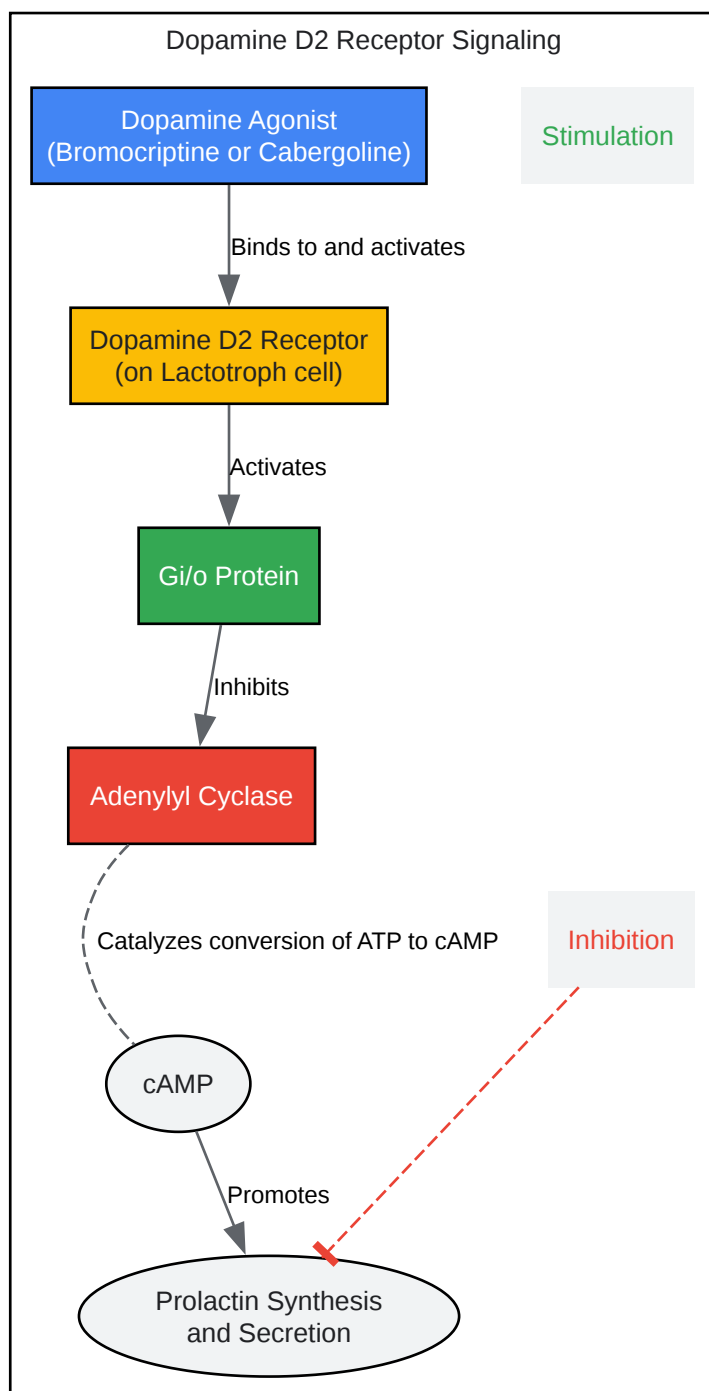 Dopamine D2 Receptor Signaling
Dopamine Agonist
(Bromocriptine or Cabergoline)
Stimulation
Binds to and activates
Dopamine D2 Receptor
(on Lactotroph cell)
Activates
Gi/o Protein
Inhibits
Adenylyl Cyclase
Catalyzes conversion of ATP to cAMP
Inhibition
cAMP
Promotes
Prolactin Synthesis
and Secretion